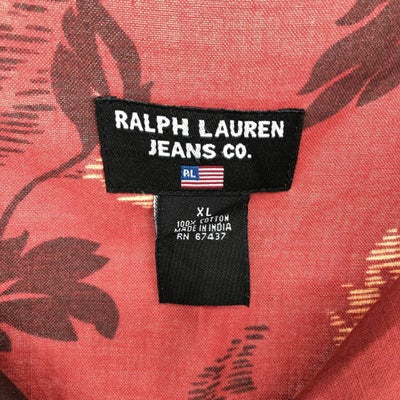 RALPH LAUREN
JEANS CO.
RL
XL
100% COTTON
MADE IN INDIA
RN 67437